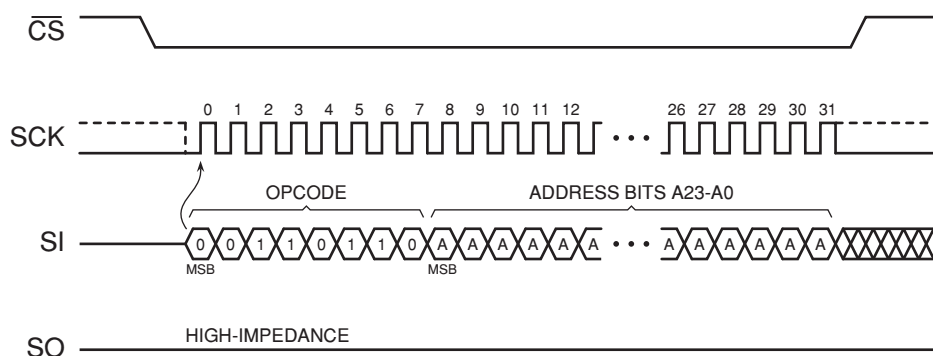 CS
0 1 2 3 4 5 6 7 8 9 10 11 12 26 27 28 29 30 31
SCK
• • •
OPCODE ADDRESS BITS A23-A0
SI 0 0 1 1 0 1 1 0 A A A A A A • • • A A A A A A
MSB MSB
HIGH-IMPEDANCE
SO